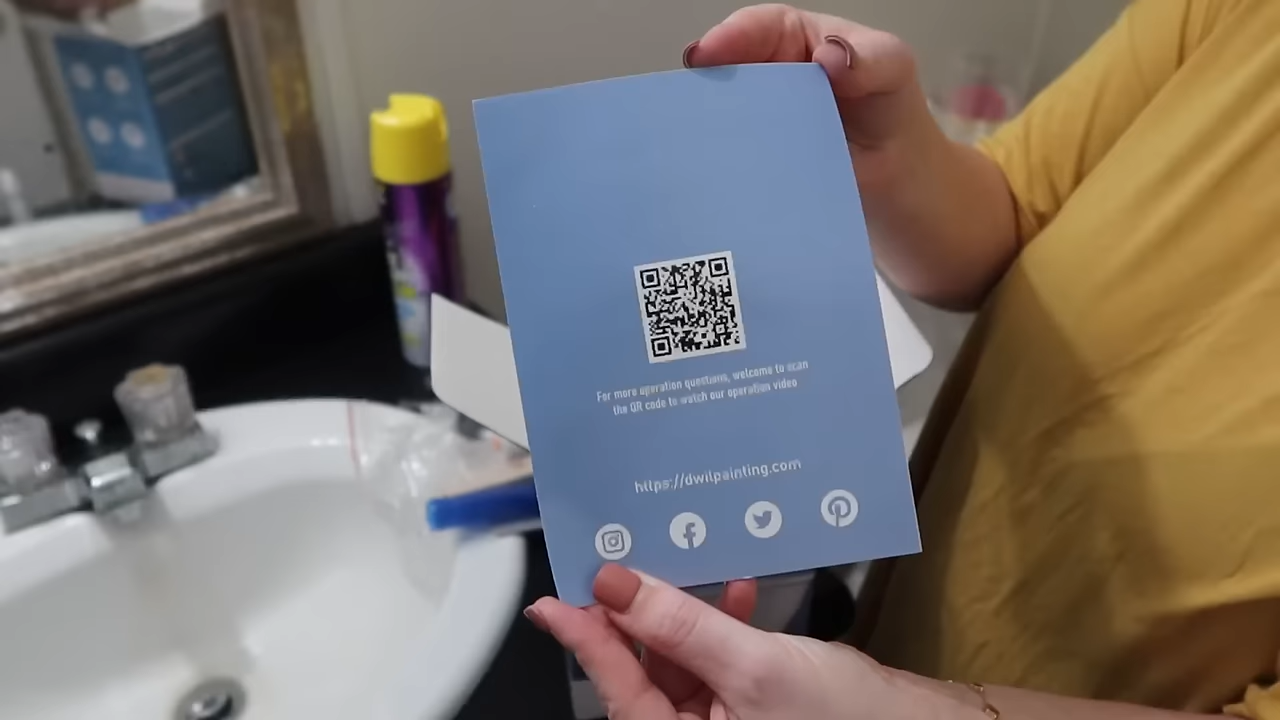 For more operation questions, welcome to scan
the QR code to watch our operation video
https://dwilpainting.com